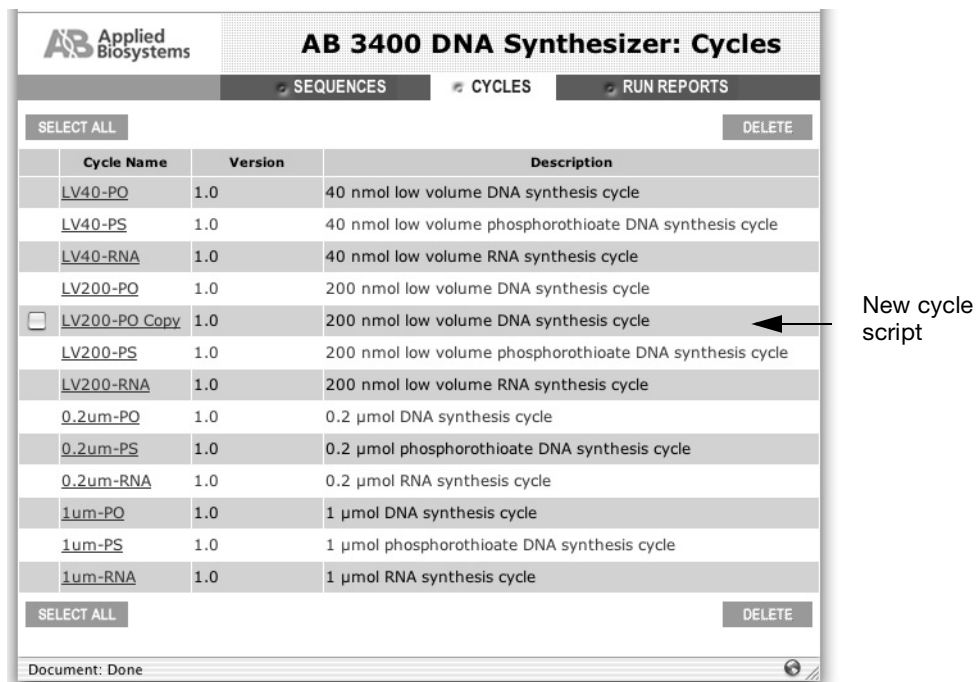 Applied Biosystems
AB 3400 DNA Synthesizer: Cycles
SEQUENCES CYCLES RUN REPORTS
SELECT ALL DELETE
Cycle Name Version Description
LV40-PO 1.0 40 nmol low volume DNA synthesis cycle
LV40-PS 1.0 40 nmol low volume phosphorothioate DNA synthesis cycle
LV40-RNA 1.0 40 nmol low volume RNA synthesis cycle
LV200-PO 1.0 200 nmol low volume DNA synthesis cycle
LV200-PO Copy 1.0 200 nmol low volume DNA synthesis cycle
New cycle script
LV200-PS 1.0 200 nmol low volume phosphorothioate DNA synthesis cycle
LV200-RNA 1.0 200 nmol low volume RNA synthesis cycle
0.2um-PO 1.0 0.2 µmol DNA synthesis cycle
0.2um-PS 1.0 0.2 µmol phosphorothioate DNA synthesis cycle
0.2um-RNA 1.0 0.2 µmol RNA synthesis cycle
1um-PO 1.0 1 µmol DNA synthesis cycle
1um-PS 1.0 1 µmol phosphorothioate DNA synthesis cycle
1um-RNA 1.0 1 µmol RNA synthesis cycle
SELECT ALL DELETE
Document: Done